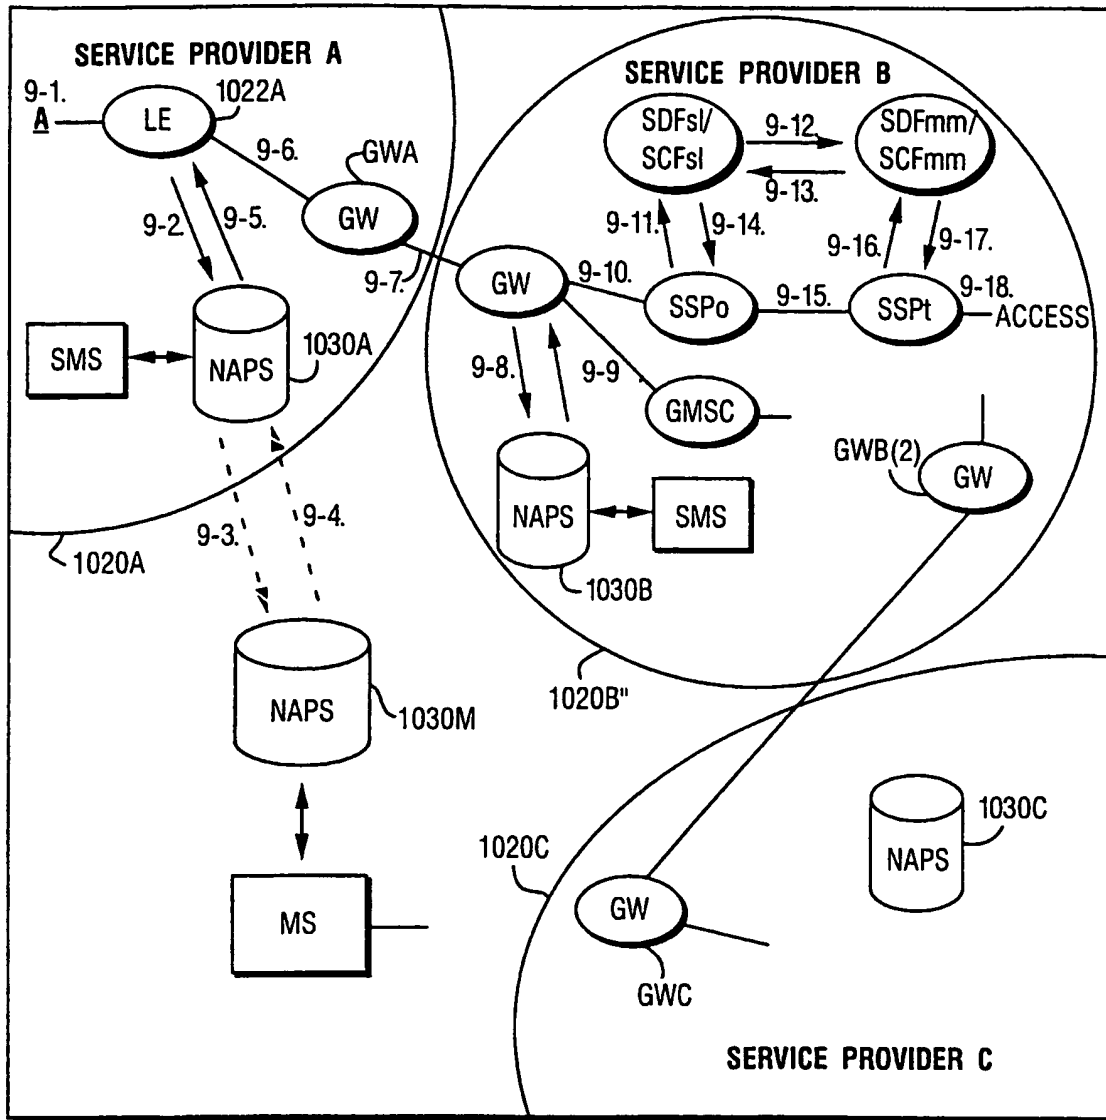 SERVICE PROVIDER A
9-1.
A
LE
1022A
9-6.
GWA
GW
9-2.
9-5.
9-7.
SMS
NAPS
1030A
9-3.
9-4.
1020A
NAPS
1030M
MS
SERVICE PROVIDER B
SDFsl/
SCFsl
9-12.
SDFmm/
SCFmm
9-13.
9-11.
9-14.
9-16.
9-17.
GW
9-10.
SSPo
9-15.
SSPt
9-18.
ACCESS
9-8.
9-9
GMSC
GWB(2)
GW
NAPS
SMS
1030B
1020B"
1020C
1030C
NAPS
GW
GWC
SERVICE PROVIDER C